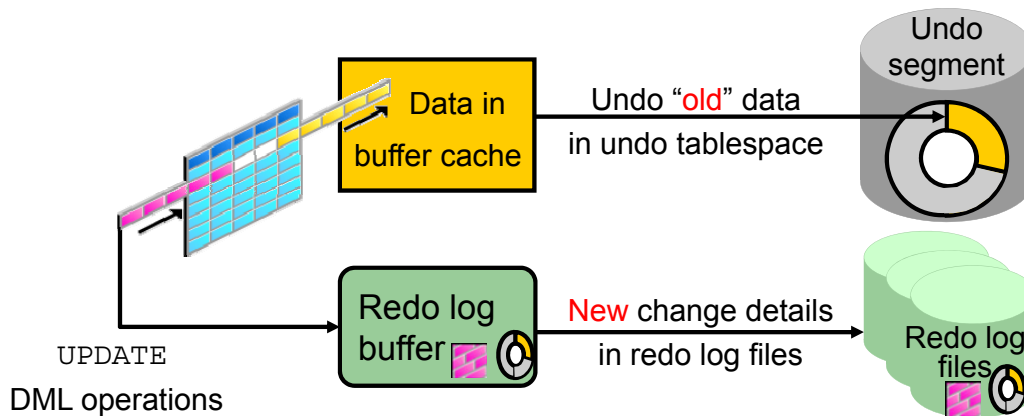 Undo
segment
Data in
buffer cache
Undo “old” data
in undo tablespace
Redo log
buffer
New change details
in redo log files
Redo log
files
UPDATE
DML operations